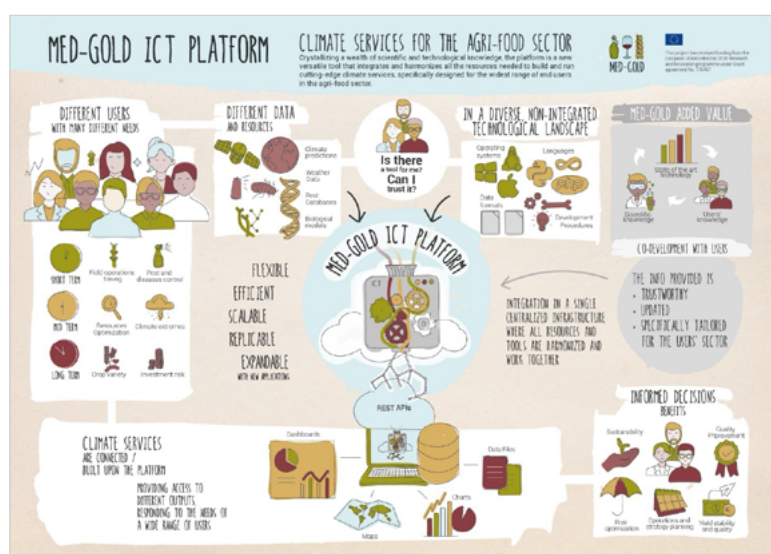 MED-GOLD ICT PLATFORM
CLIMATE SERVICES FOR THE AGRI-FOOD SECTOR
Crystallizing a wealth of scientific and technological knowledge, the platform is a new
versatile tool that integrates and harmonizes all the resources needed to build and run
cutting-edge climate services, specifically designed for the widest range of end users
in the agri-food sector.
MED-GOLD
DIFFERENT USERS
WITH MANY DIFFERENT NEEDS
SHORT TERM
Field operations
timing
Pest and
diseases control
MID TERM
Resources
Optimization
Climate extremes
LONG TERM
Crop variety
Investment risk
DIFFERENT DATA
AND RESOURCES
Climate
predictions
Weather
Data
Pest
Databases
Biological
models
Is there
a tool for me?
Can I
trust it?
IN A DIVERSE NON-INTEGRATED
TECHNOLOGICAL LANDSCAPE
Operating
systems
Languages
Data
formats
Development
Procedures
MED-GOLD ADDED VALUE
State of the art
technology
Scientific
knowledge
Users'
knowledge
CO-DEVELOPMENT WITH USERS
THE INFO PROVIDED IS
• TRUSTWORTHY
• UPDATED
• SPECIFICALLY TAILORED
FOR THE USERS' SECTOR
MED-GOLD ICT PLATFORM
ICT
FLEXIBLE
EFFICIENT
SCALABLE
REPLICABLE
EXPANDABLE
WITH NEW APPLICATIONS
INTEGRATION IN A SINGLE
CENTRALIZED INFRASTRUCTURE
WHERE ALL RESOURCES AND
TOOLS ARE HARMONIZED AND
WORK TOGETHER
REST APIs
Dashboards
Data Files
Maps
Charts
CLIMATE SERVICES
ARE CONNECTED /
BUILT UPON THE PLATFORM
PROVIDING ACCESS TO
DIFFERENT OUTPUTS
RESPONDING TO THE NEEDS OF
A WIDE RANGE OF USERS
INFORMED DECISIONS
BENEFITS
Sustainability
Quality
improvement
Risk
optimisation
Operations and
strategy planning
Yield stability
and quality